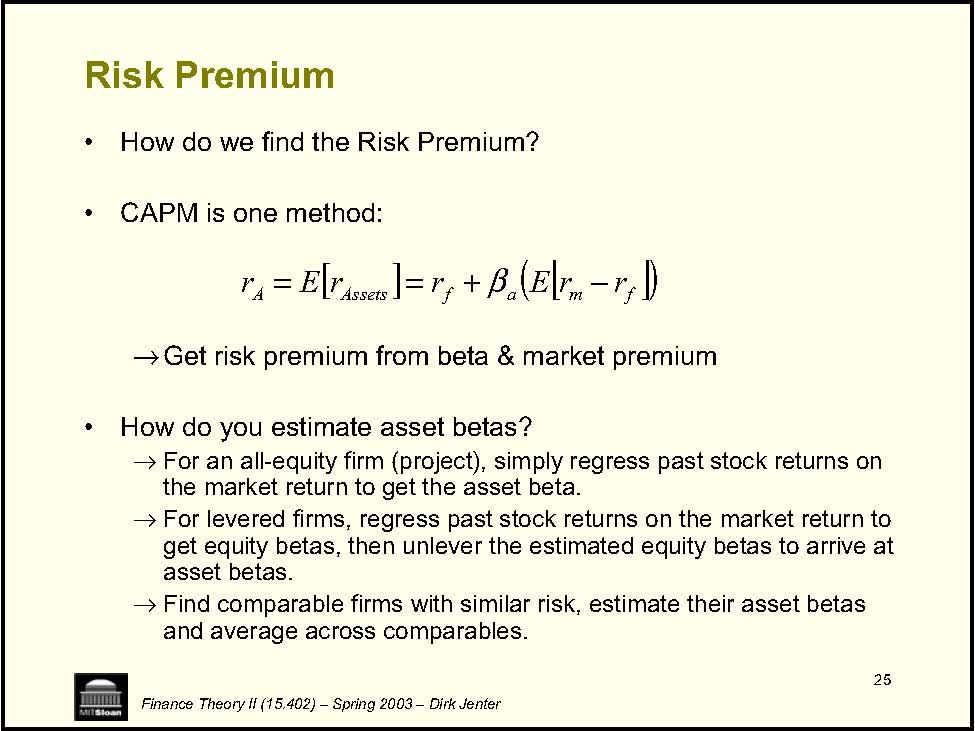 Risk Premium
• How do we find the Risk Premium?
• CAPM is one method:
r_A = E[r_Assets] = r_f + β_a(E[r_m − r_f])
→ Get risk premium from beta & market premium
• How do you estimate asset betas?
→ For an all-equity firm (project), simply regress past stock returns on
the market return to get the asset beta.
→ For levered firms, regress past stock returns on the market return to
get equity betas, then unlever the estimated equity betas to arrive at
asset betas.
→ Find comparable firms with similar risk, estimate their asset betas
and average across comparables.
25
MITSloan
Finance Theory II (15.402) – Spring 2003 – Dirk Jenter